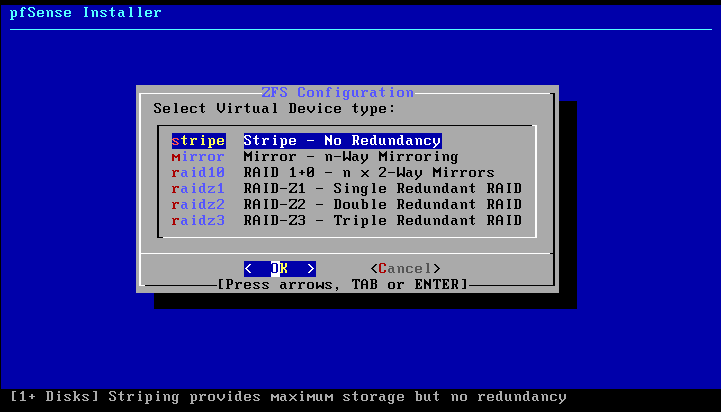 pfSense Installer
ZFS Configuration
Select Virtual Device type:
stripe Stripe - No Redundancy
mirror Mirror - n-Way Mirroring
raid10 RAID 1+0 - n x 2-Way Mirrors
raidz1 RAID-Z1 - Single Redundant RAID
raidz2 RAID-Z2 - Double Redundant RAID
raidz3 RAID-Z3 - Triple Redundant RAID
< OK > <Cancel>
[Press arrows, TAB or ENTER]
[1+ Disks] Striping provides maximum storage but no redundancy